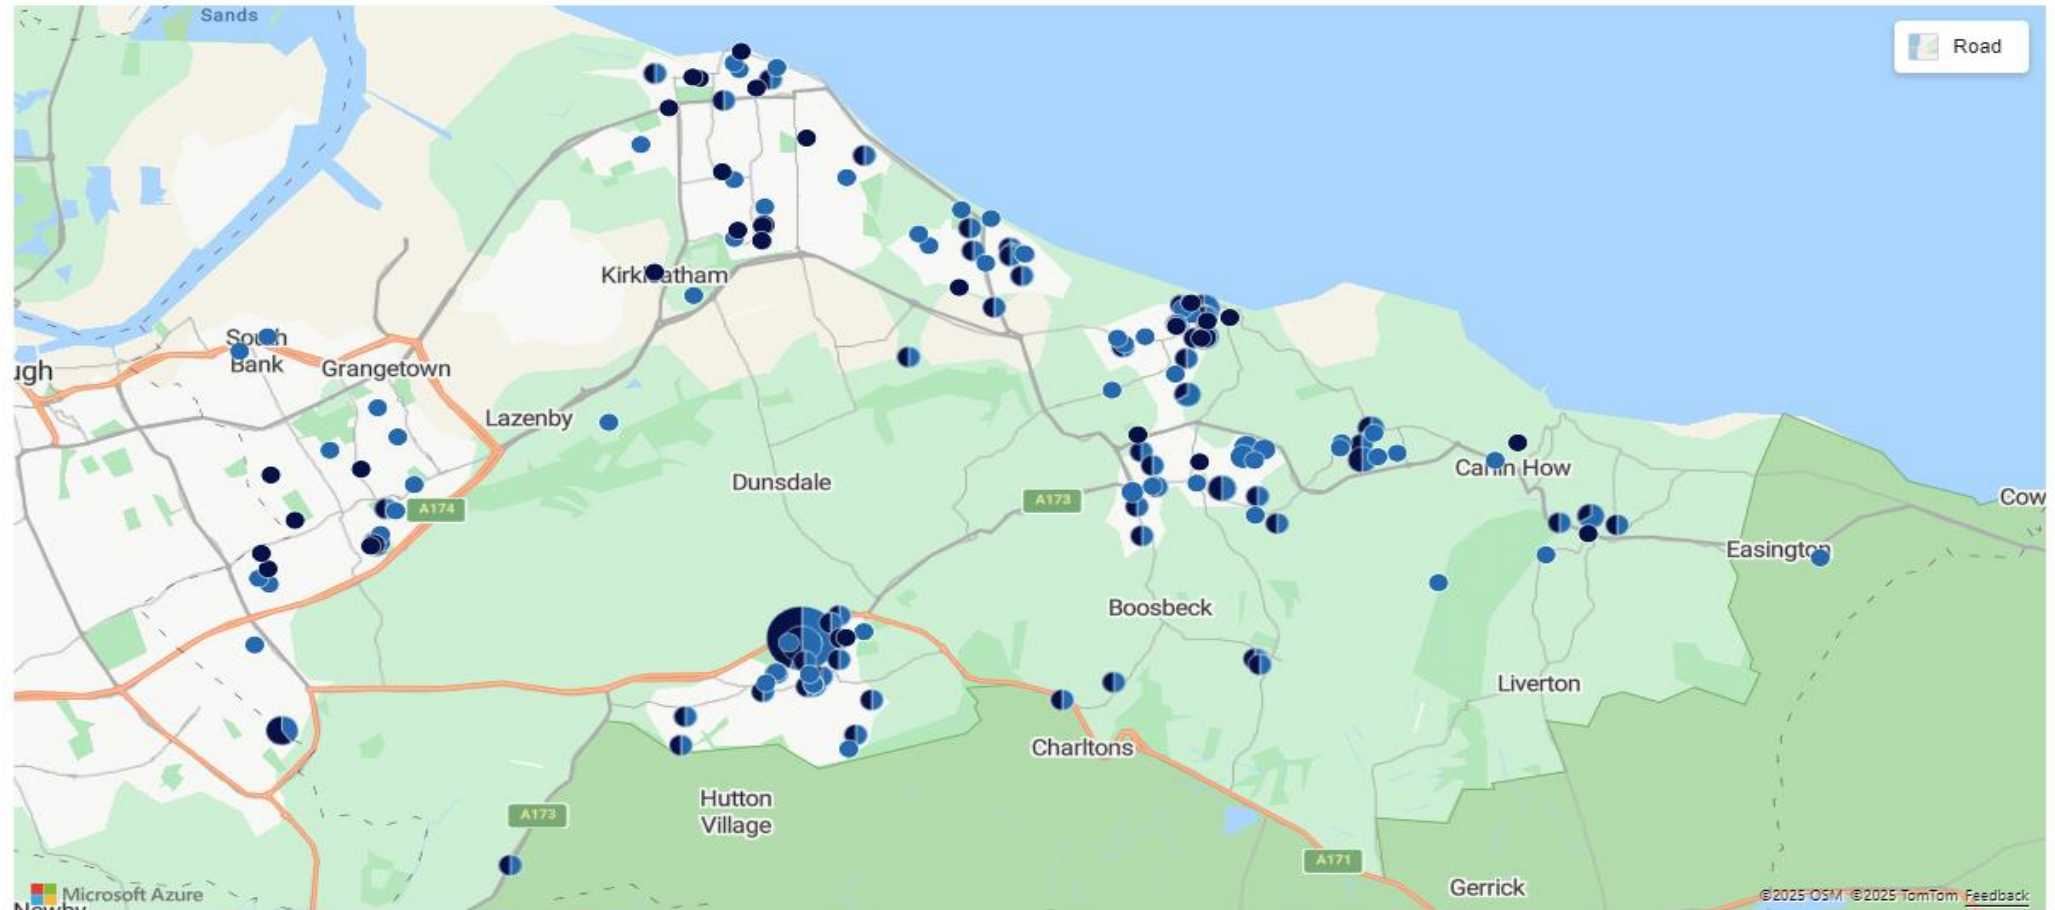 Sands
Road
Kirkleatham
South
Bank
ugh
Grangetown
Lazenby
Dunsdale
A173
A174
Carlin How
Cow
Easington
Boosbeck
Liverton
Charltons
Hutton
Village
A173
A171
Gerrick
Microsoft Azure
©2025 OSM ©2025 TomTom Feedback